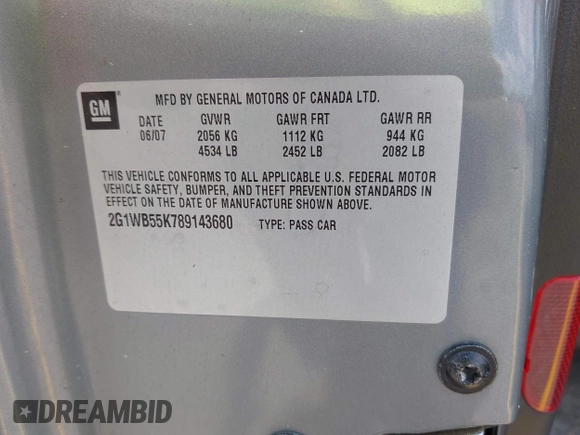 GM
MFD BY GENERAL MOTORS OF CANADA LTD.
DATE GVWR GAWR FRT GAWR RR
06/07 2056 KG 1112 KG 944 KG
4534 LB 2452 LB 2082 LB
THIS VEHICLE CONFORMS TO ALL APPLICABLE U.S. FEDERAL MOTOR
VEHICLE SAFETY, BUMPER, AND THEFT PREVENTION STANDARDS IN
EFFECT ON THE DATE OF MANUFACTURE SHOWN ABOVE.
2G1WB55K789143680 TYPE: PASS CAR
DREAMBID